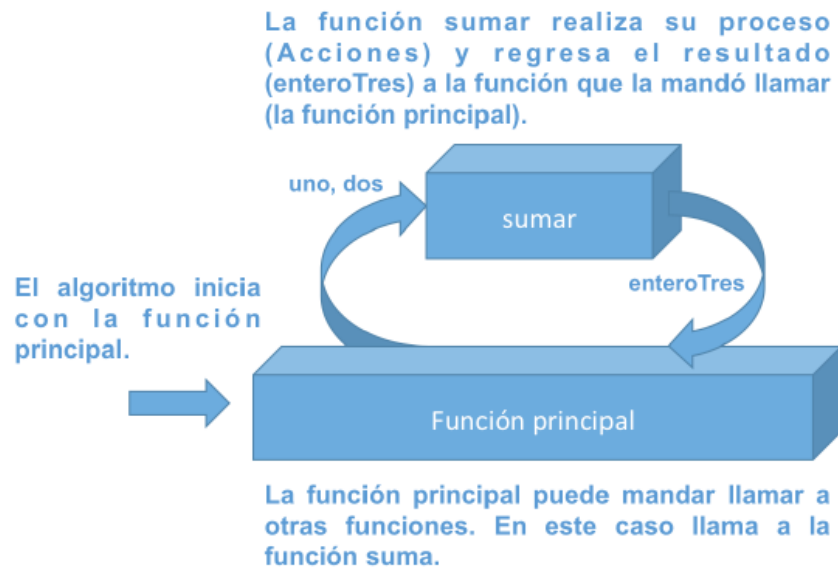 La función sumar realiza su proceso
(Acciones) y regresa el resultado
(enteroTres) a la función que la mandó llamar
(la función principal).
uno, dos
sumar
enteroTres
El algoritmo inicia
con la función
principal.
Función principal
La función principal puede mandar llamar a
otras funciones. En este caso llama a la
función suma.